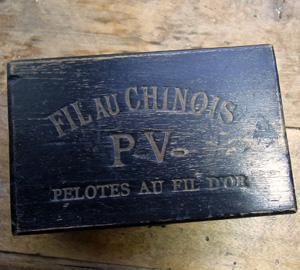 FIL AU CHINOIS
P V-
PELOTES AU FIL D'OR